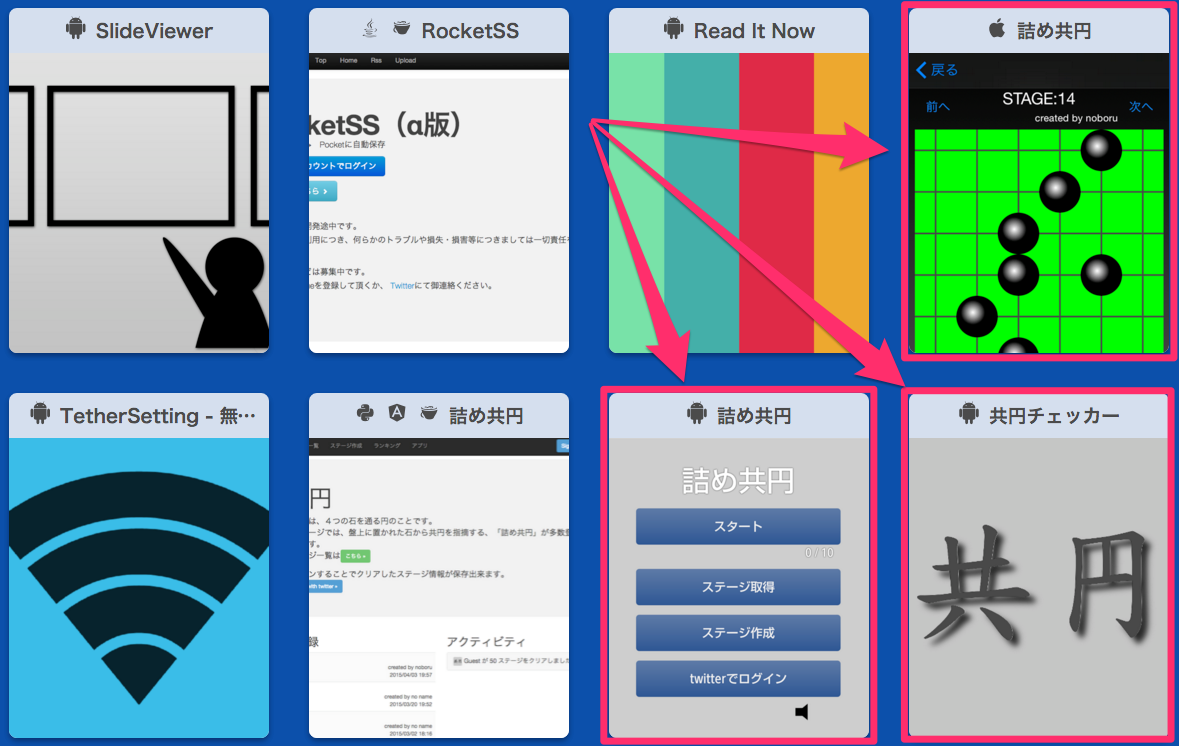 SlideViewer
RocketSS
Read It Now
詰め共円
Top Home Rss Upload
ketSS（α版）
Pocketに自動保存
カウントでログイン
ちら
開発途中です。
利用につき、何らかのトラブルや損失・損害等につきましては一切責任を
ては募集中です。
eを登録して頂くか、 Twitterにて御連絡ください。
戻る
前へ
STAGE:14
次へ
created by noboru
TetherSetting - 無…
詰め共円
詰め共円
共円チェッカー
一覧 ステージ作成 ランキング アプリ
円
は、４つの石を通る円のことです。
ージでは、盤上に置かれた石から共円を指摘する、「詰め共円」が多数登
す。
ジ一覧は こちら »
ンすることでクリアしたステージ情報が保存出来ます。
with twitter »
録
アクティビティ
Guest が 50 ステージをクリアしました
created by noboru
2015/04/03 19:57
created by no name
2015/03/20 19:52
created by no name
2015/03/02 16:16
詰め共円
スタート
0 / 10
ステージ取得
ステージ作成
twitterでログイン
共円